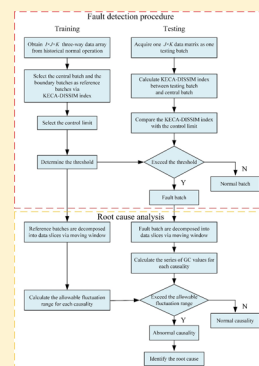 Fault detection procedure
Training
Testing
Obtain I×J×K three-way data array
from historical normal operation
Acquire one J×K data matrix as one
testing batch
Select the central batch and the
boundary batches as reference
batches via
KECA-DISSIM index
Calculate KECA-DISSIM index
between testing batch
and central batch
Select the control limit
Compare the KECA-DISSIM index
with the control limit
Determine the threshold
Exceed the threshold
N
Normal batch
Y
Fault batch
Root cause analysis
Reference batches are decomposed
into data slices via moving window
Fault batch are decomposed
into data slices via moving window
Calculate the series of GC values for
each causality
Calculate the allowable fluctuation
range for each causality
Exceed the allowable
fluctuation range
N
Normal causality
Y
Abnormal causality
Identify the root cause